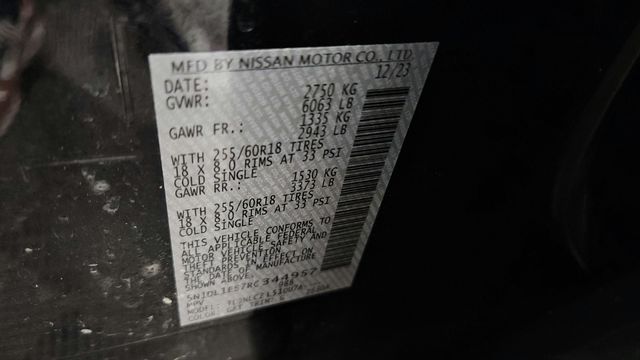 MFD BY NISSAN MOTOR CO., LTD
DATE: 12/23
GVWR: 2750 KG
6063 LB
GAWR FR.: 1335 KG
2943 LB
WITH 255/60R18 TIRES
18 X 8.0 RIMS AT 33 PSI
COLD SINGLE
GAWR RR.: 1530 KG
3373 LB
WITH 255/60R18 TIRES
18 X 8.0 RIMS AT 33 PSI
COLD SINGLE
THIS VEHICLE CONFORMS TO
ALL APPLICABLE FEDERAL
MOTOR VEHICLE SAFETY AND
THEFT PREVENTION
STANDARDS IN EFFECT ON
THE DATE OF MANUFACTURE
SHOWN ABOVE.
344957
MPV
MODEL:
COLOR: TRIM: G